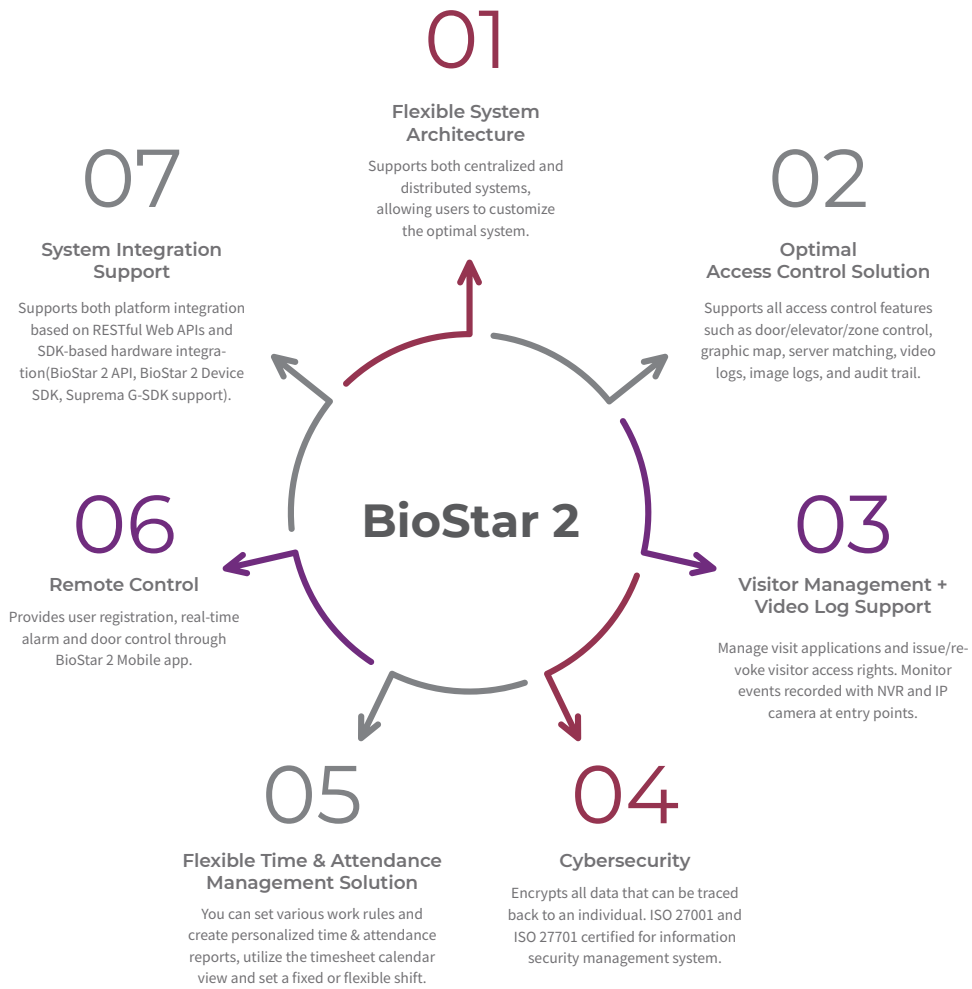 01
Flexible System
Architecture
Supports both centralized and
distributed systems,
allowing users to customize
the optimal system.
02
Optimal
Access Control Solution
Supports all access control features
such as door/elevator/zone control,
graphic map, server matching, video
logs, image logs, and audit trail.
03
Visitor Management +
Video Log Support
Manage visit applications and issue/re-
voke visitor access rights. Monitor
events recorded with NVR and IP
camera at entry points.
04
Cybersecurity
Encrypts all data that can be traced
back to an individual. ISO 27001 and
ISO 27701 certified for information
security management system.
05
Flexible Time & Attendance
Management Solution
You can set various work rules and
create personalized time & attendance
reports, utilize the timesheet calendar
view and set a fixed or flexible shift.
06
Remote Control
Provides user registration, real-time
alarm and door control through
BioStar 2 Mobile app.
07
System Integration
Support
Supports both platform integration
based on RESTful Web APIs and
SDK-based hardware integra-
tion(BioStar 2 API, BioStar 2 Device
SDK, Suprema G-SDK support).
BioStar 2